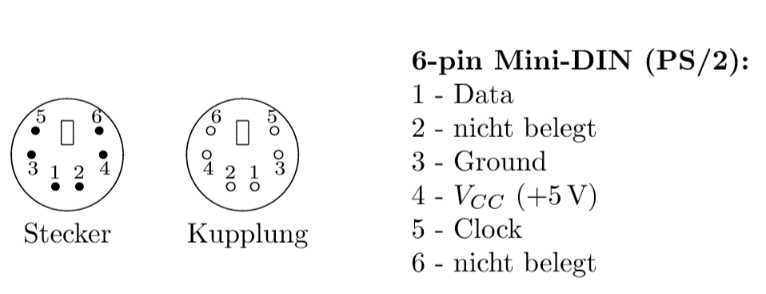 6-pin Mini-DIN (PS/2):
1 - Data
2 - nicht belegt
3 - Ground
4 - VCC (+5 V)
5 - Clock
6 - nicht belegt
5 6
3 1 2 4
Stecker
6 5
4 2 1 3
Kupplung